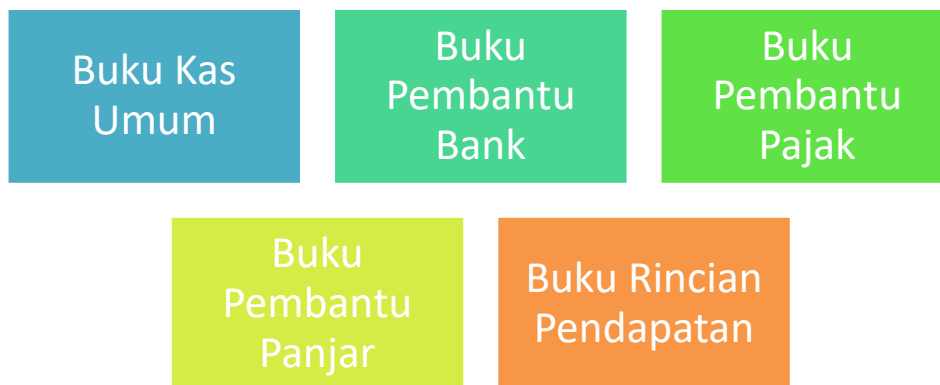 Buku Kas
Umum
Buku
Pembantu
Bank
Buku
Pembantu
Pajak
Buku
Pembantu
Panjar
Buku Rincian
Pendapatan